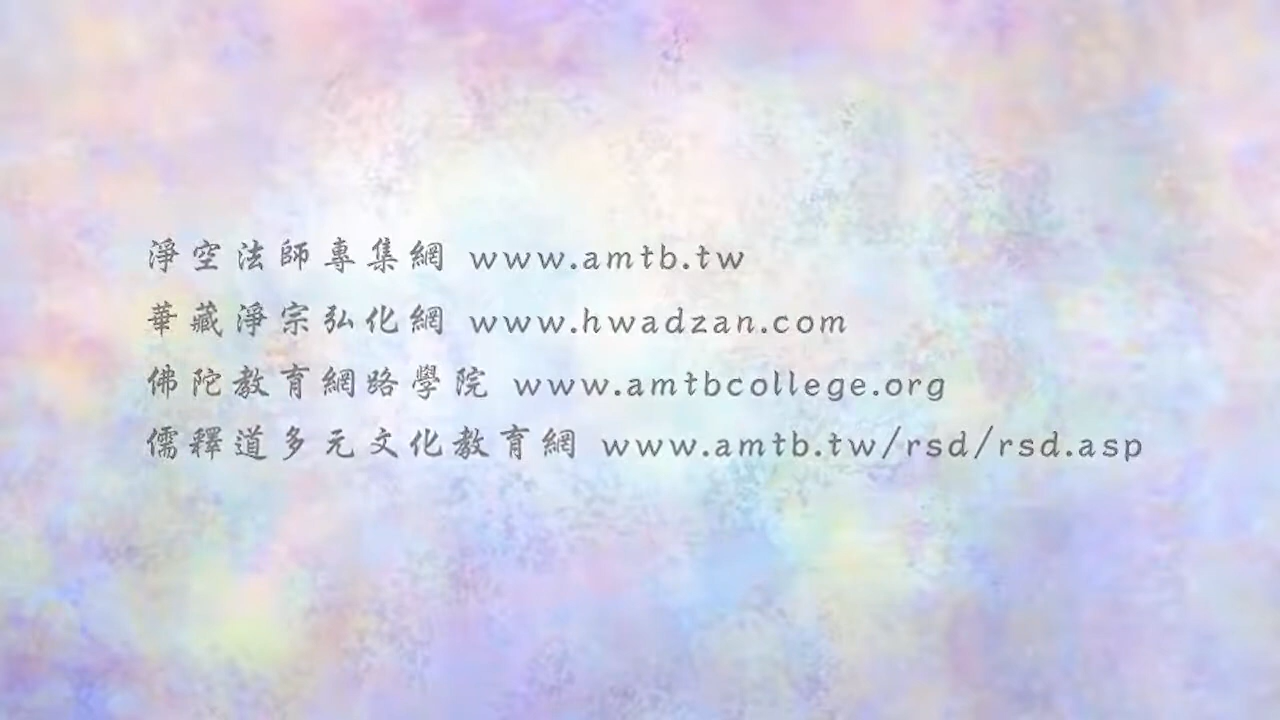 淨空法師專集網 www.amtb.tw
華藏淨宗弘化網 www.hwadzan.com
佛陀教育網路學院 www.amtbcollege.org
儒釋道多元文化教育網 www.amtb.tw/rsd/rsd.asp